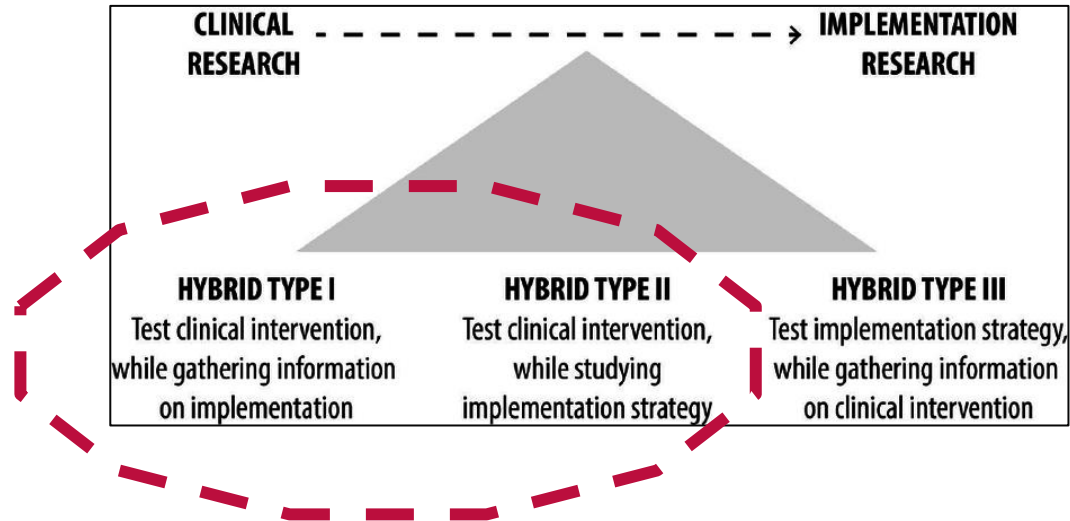 CLINICAL
RESEARCH
IMPLEMENTATION
RESEARCH
HYBRID TYPE I
Test clinical intervention,
while gathering information
on implementation
HYBRID TYPE II
Test clinical intervention,
while studying
implementation strategy
HYBRID TYPE III
Test implementation strategy,
while gathering information
on clinical intervention